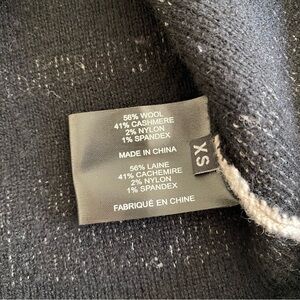 56% WOOL
41% CASHMERE
2% NYLON
1% SPANDEX
MADE IN CHINA
56% LAINE
41% CACHEMIRE
2% NYLON
1% SPANDEX
FABRIQUÉ EN CHINE
XS